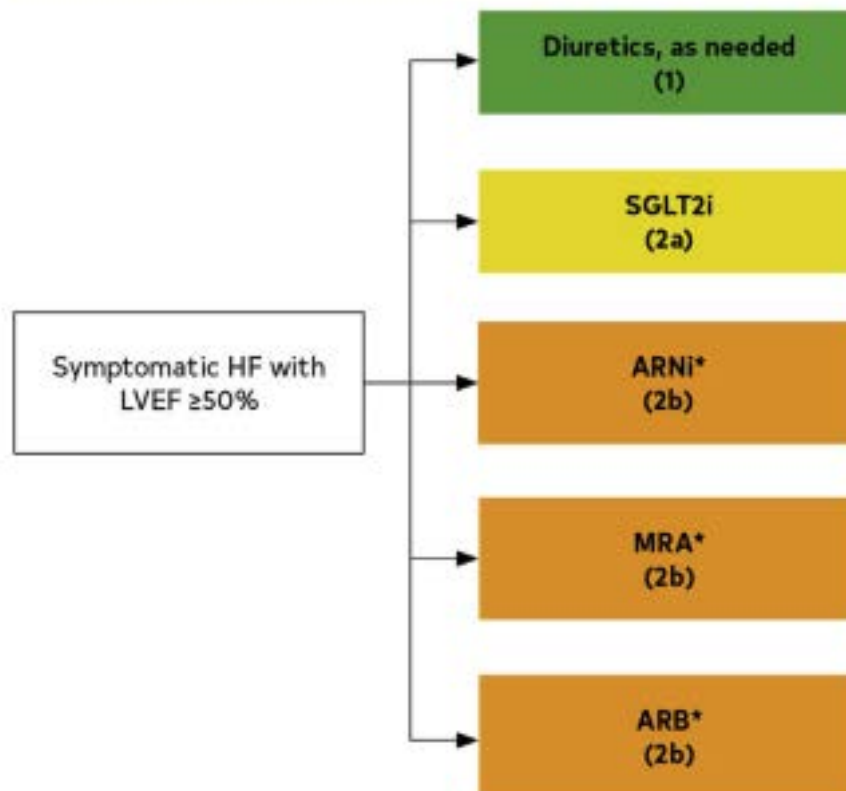 Diuretics, as needed
(1)
SGLT2i
(2a)
Symptomatic HF with
LVEF ≥50%
ARNi*
(2b)
MRA*
(2b)
ARB*
(2b)